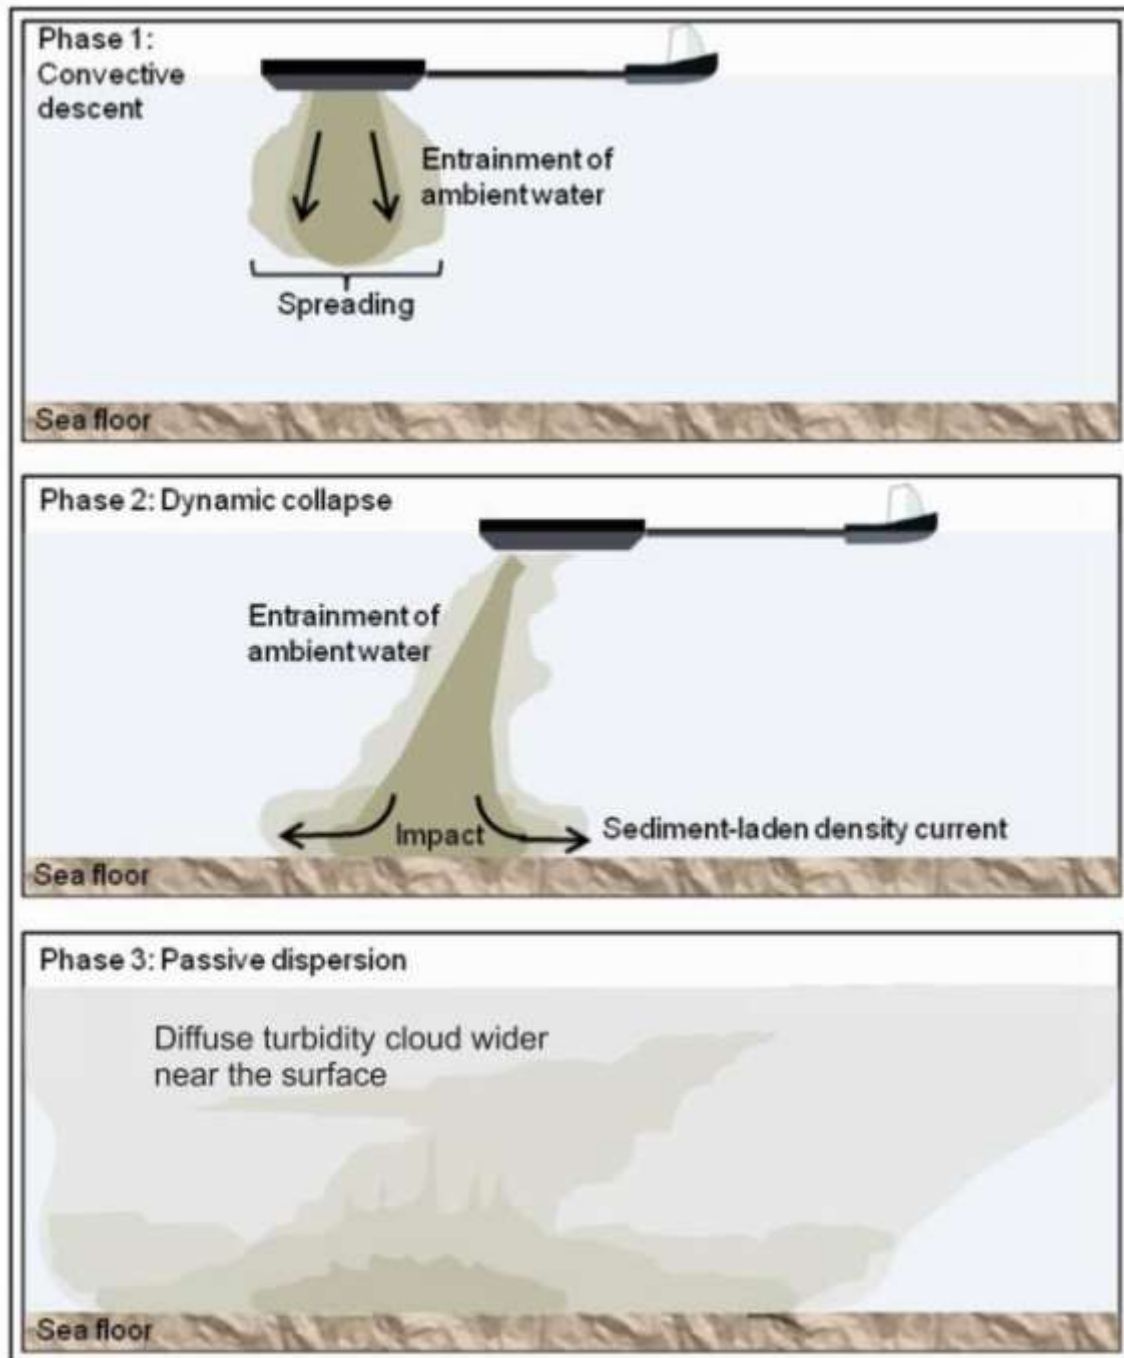 Phase 1:
Convective
descent
Entrainment of
ambient water
Spreading
Sea floor
Phase 2: Dynamic collapse
Entrainment of
ambient water
Impact
Sediment-laden density current
Sea floor
Phase 3: Passive dispersion
Diffuse turbidity cloud wider
near the surface
Sea floor